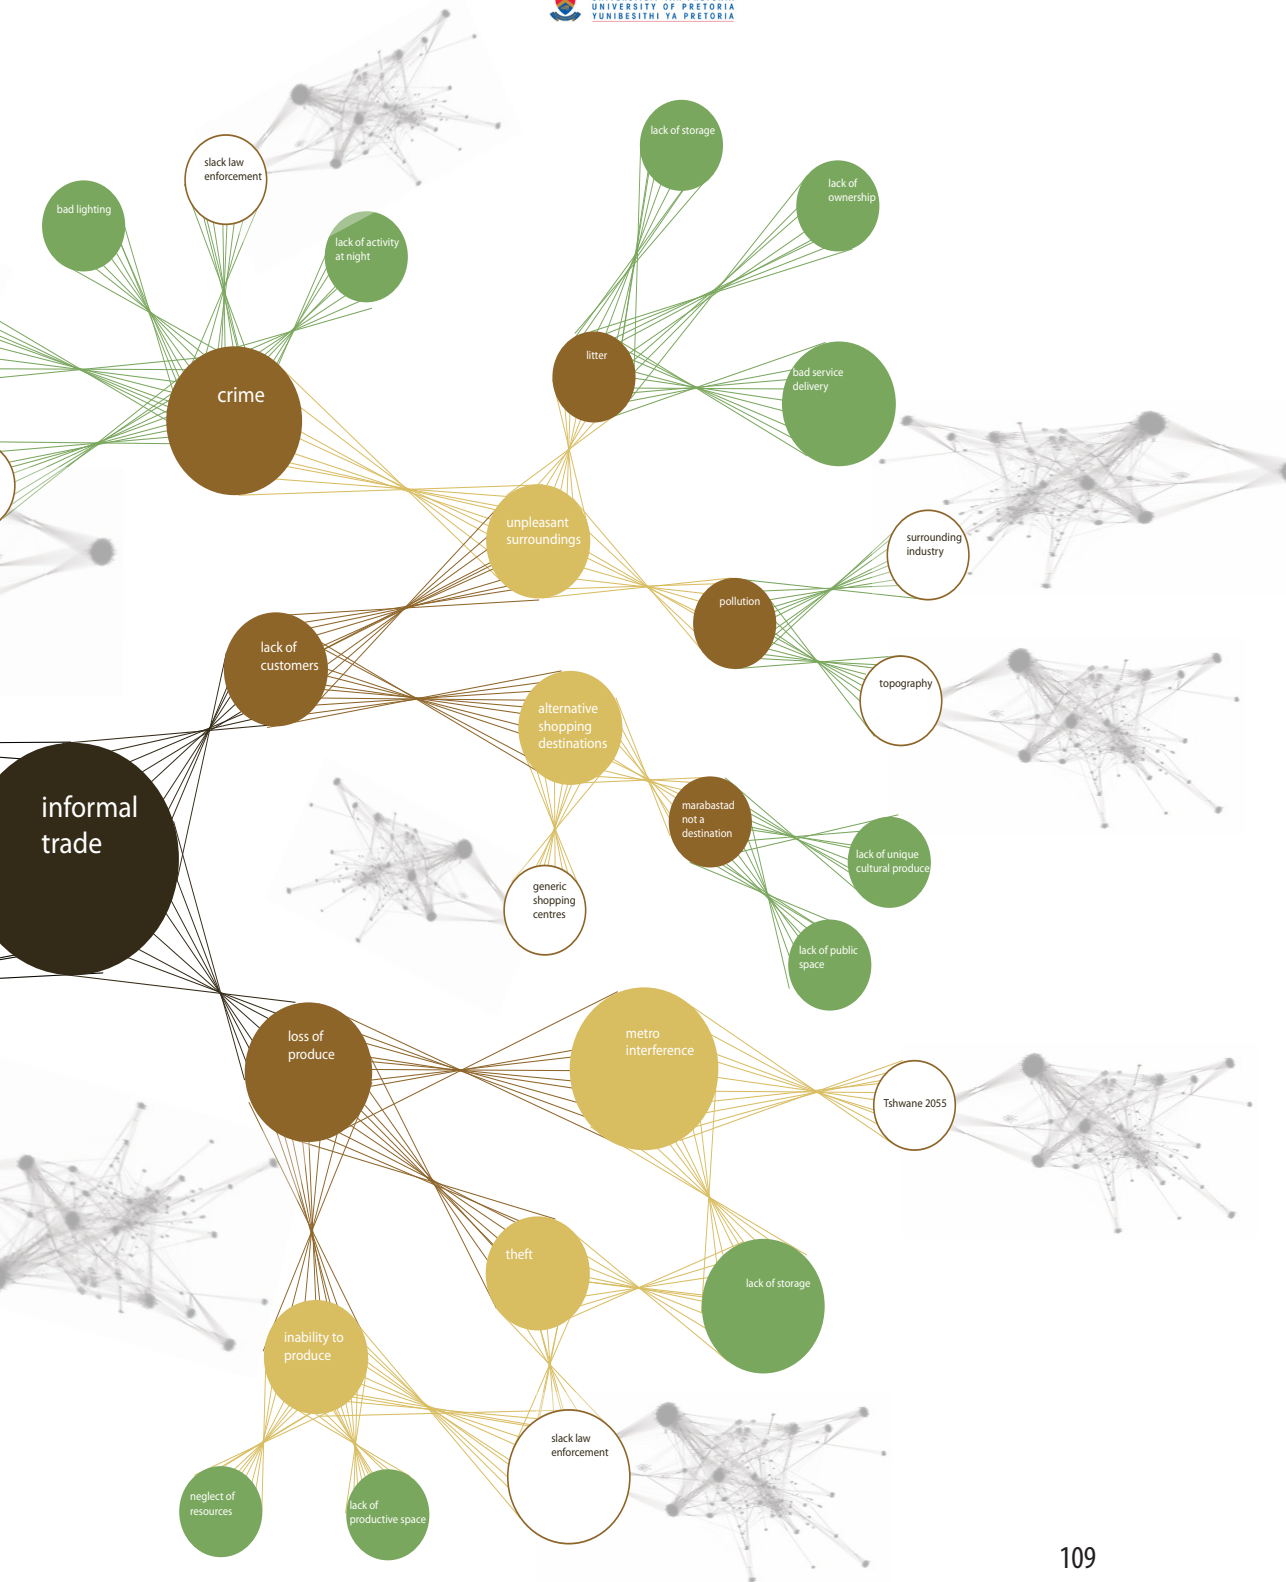 UNIVERSITY OF PRETORIA
YUNIBESITHI YA PRETORIA
lack of storage
slack law
enforcement
lack of
ownership
bad lighting
lack of activity
at night
litter
bad service
delivery
crime
unpleasant
surroundings
surrounding
industry
pollution
lack of
customers
topography
alternative
shopping
destinations
informal
trade
marabastad
not a
destination
lack of unique
cultural produce
generic
shopping
centres
lack of public
space
loss of
produce
metro
interference
Tshwane 2055
theft
lack of storage
inability to
produce
slack law
enforcement
neglect of
resources
lack of
productive space
109